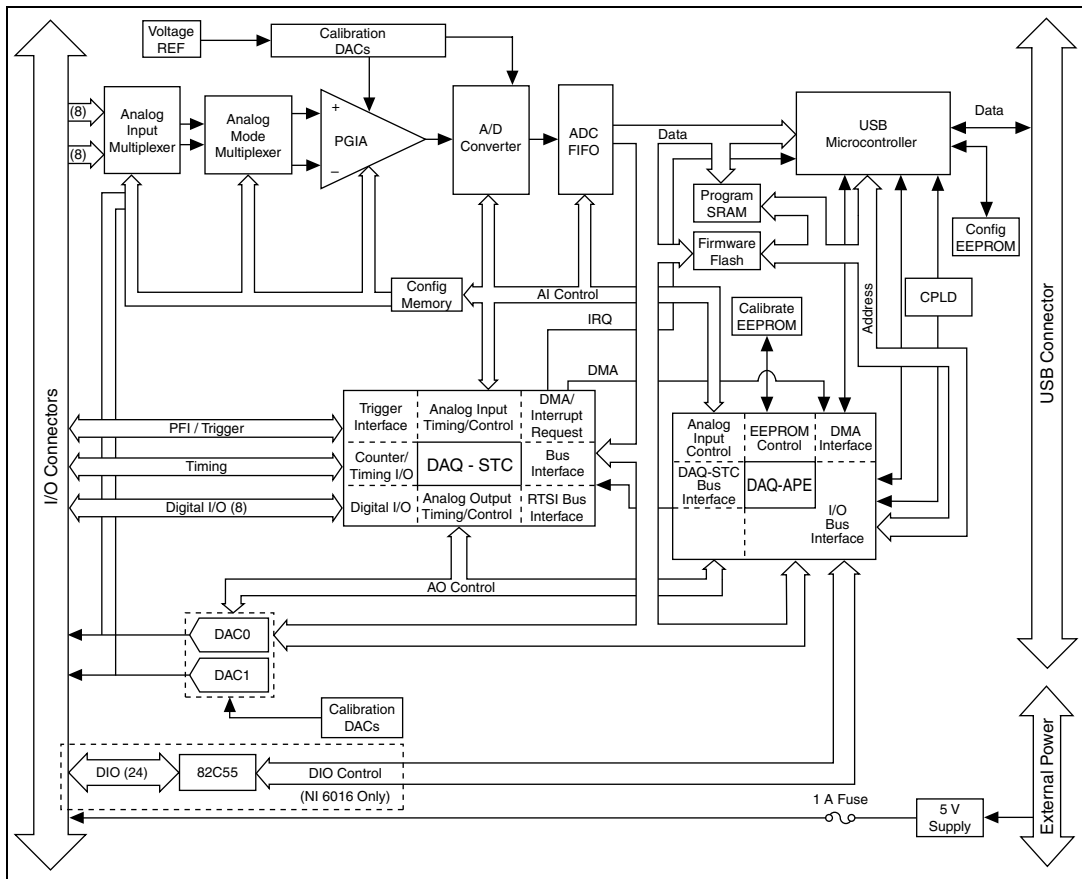 Voltage
REF
Calibration
DACs
(8)
(8)
Analog
Input
Multiplexer
Analog
Mode
Multiplexer
+
PGIA
–
A/D
Converter
ADC
FIFO
Data
USB
Microcontroller
Data
Program
SRAM
Firmware
Flash
Config
EEPROM
Config
Memory
AI Control
IRQ
Calibrate
EEPROM
Address
CPLD
DMA
I/O Connectors
USB Connector
PFI / Trigger
Timing
Digital I/O (8)
Trigger
Interface
Analog Input
Timing/Control
DMA/
Interrupt
Request
Counter/
Timing I/O
DAQ - STC
Bus
Interface
Digital I/O
Analog Output
Timing/Control
RTSI Bus
Interface
Analog
Input
Control
EEPROM
Control
DMA
Interface
DAQ-STC
Bus
Interface
DAQ-APE
I/O
Bus
Interface
AO Control
DAC0
DAC1
Calibration
DACs
DIO (24)
82C55
DIO Control
(NI 6016 Only)
1 A Fuse
5 V
Supply
External Power